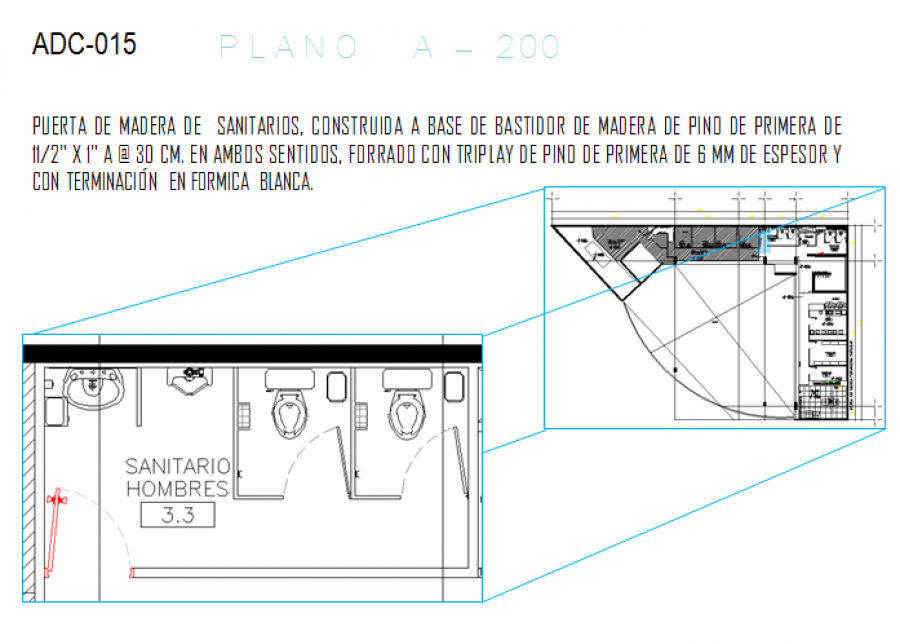 ADC-015
PLANO A - 200
PUERTA DE MADERA DE SANITARIOS, CONSTRUIDA A BASE DE BASTIDOR DE MADERA DE PINO DE PRIMERA DE
11/2" X 1" A @ 30 CM. EN AMBOS SENTIDOS, FORRADO CON TRIPLAY DE PINO DE PRIMERA DE 6 MM DE ESPESOR Y
CON TERMINACIÓN EN FORMICA BLANCA.
SANITARIO
HOMBRES
3.3